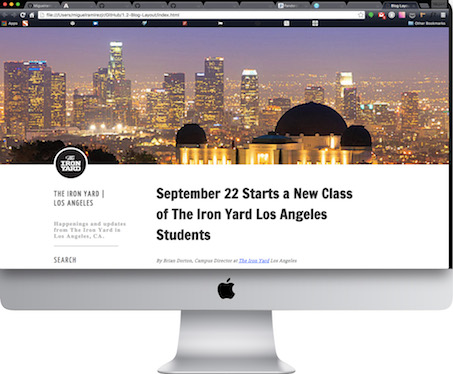 file:///Users/miguelramirez/GitHub/1.2-Blog-Layout/index.html
Apps
Other Bookmarks
THE
IRON
YARD
THE IRON YARD |
LOS ANGELES
Happenings and updates
from The Iron Yard in
Los Angeles, CA.
SEARCH
September 22 Starts a New Class
of The Iron Yard Los Angeles
Students
By Brian Dorton, Campus Director at The Iron Yard Los Angeles